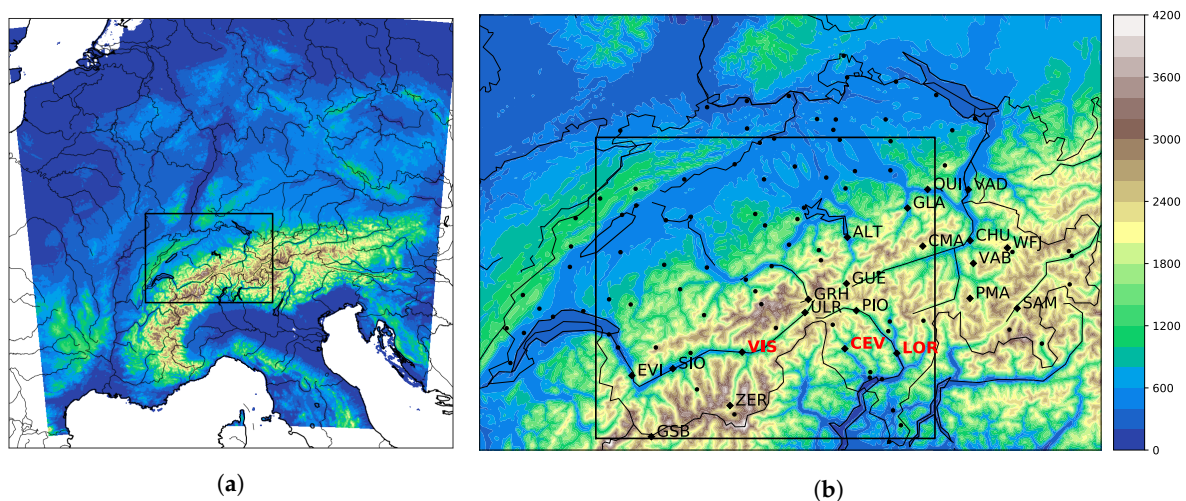 4200
3600
3000
2400
1800
1200
600
0
QUI VAD
GLA
ALT
CMA CHU WFJ
VAB
GUE
GRH
PMA
ULR PIO
SAM
VIS
CEV LOR
EVI SIO
ZER
GSB
(a)
(b)